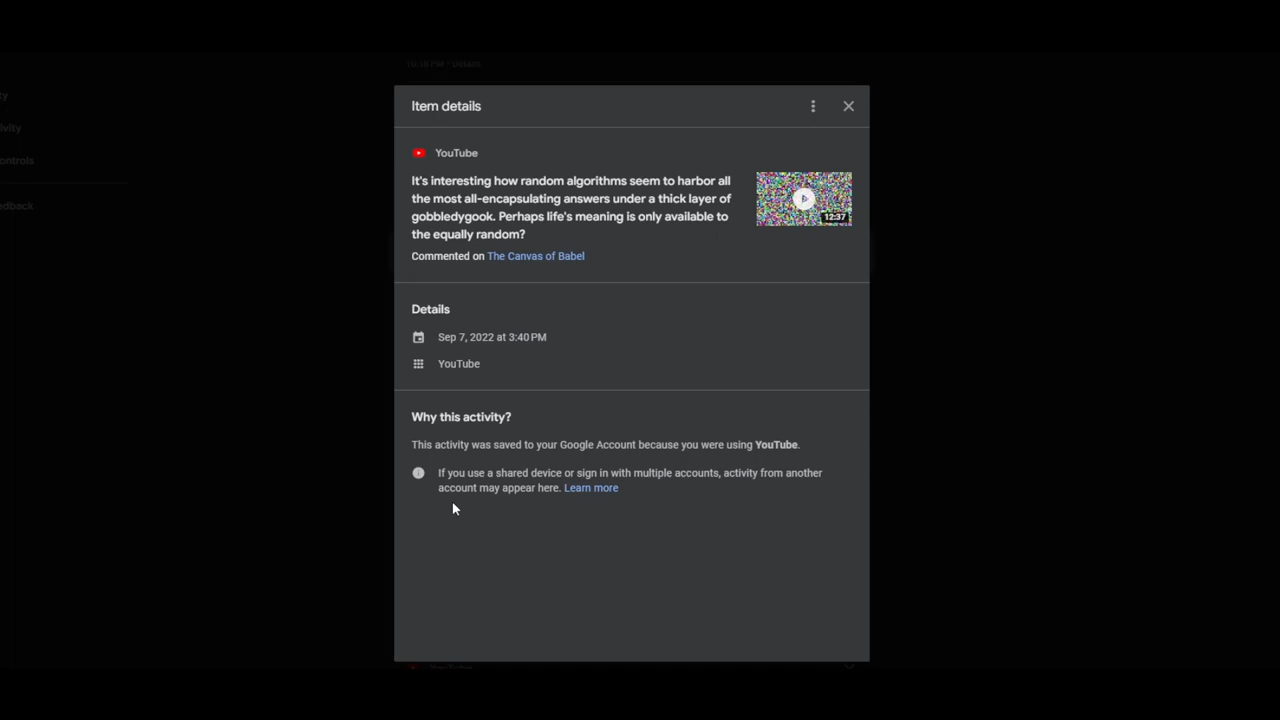 Item details
YouTube
It's interesting how random algorithms seem to harbor all
the most all-encapsulating answers under a thick layer of
gobbledygook. Perhaps life's meaning is only available to
the equally random?
12:37
Commented on The Canvas of Babel
Details
Sep 7, 2022 at 3:40 PM
YouTube
Why this activity?
This activity was saved to your Google Account because you were using YouTube.
If you use a shared device or sign in with multiple accounts, activity from another
account may appear here. Learn more